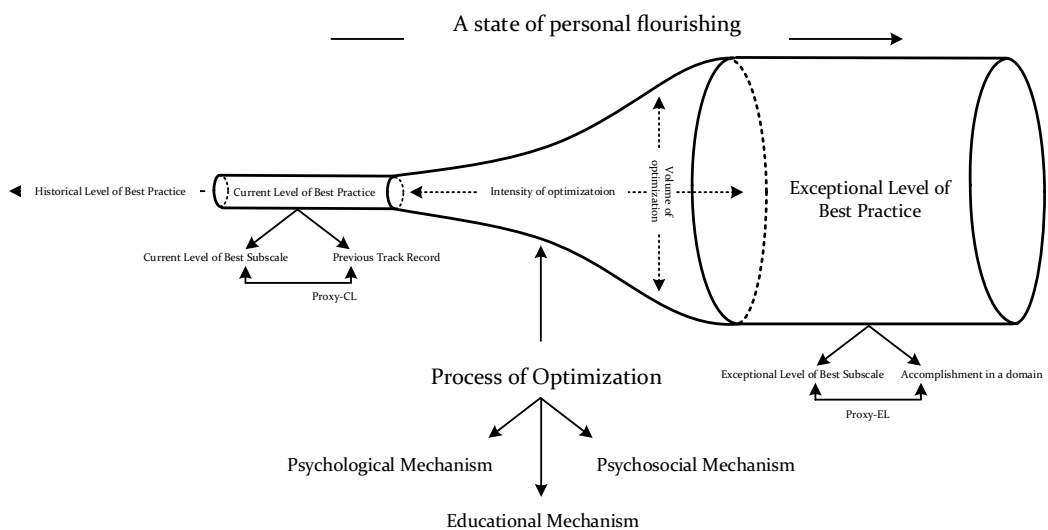 A state of personal flourishing
Historical Level of Best Practice
Current Level of Best Practice
Intensity of optimizatoion
Volume of
optimization
Exceptional Level of
Best Practice
Current Level of Best Subscale
Previous Track Record
Proxy-CL
Process of Optimization
Exceptional Level of Best Subscale
Accomplishment in a domain
Proxy-EL
Psychological Mechanism
Psychosocial Mechanism
Educational Mechanism